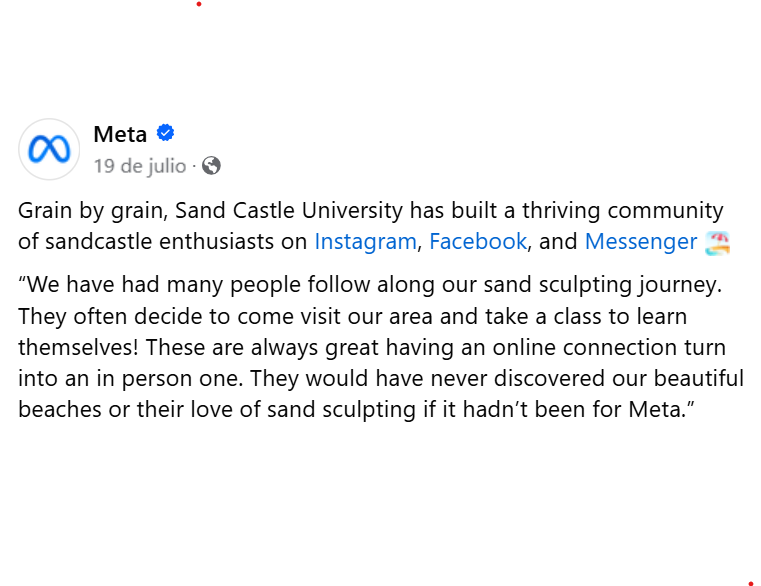 Meta
19 de julio ·
Grain by grain, Sand Castle University has built a thriving community
of sandcastle enthusiasts on Instagram, Facebook, and Messenger 🏖️
“We have had many people follow along our sand sculpting journey.
They often decide to come visit our area and take a class to learn
themselves! These are always great having an online connection turn
into an in person one. They would have never discovered our beautiful
beaches or their love of sand sculpting if it hadn’t been for Meta.”